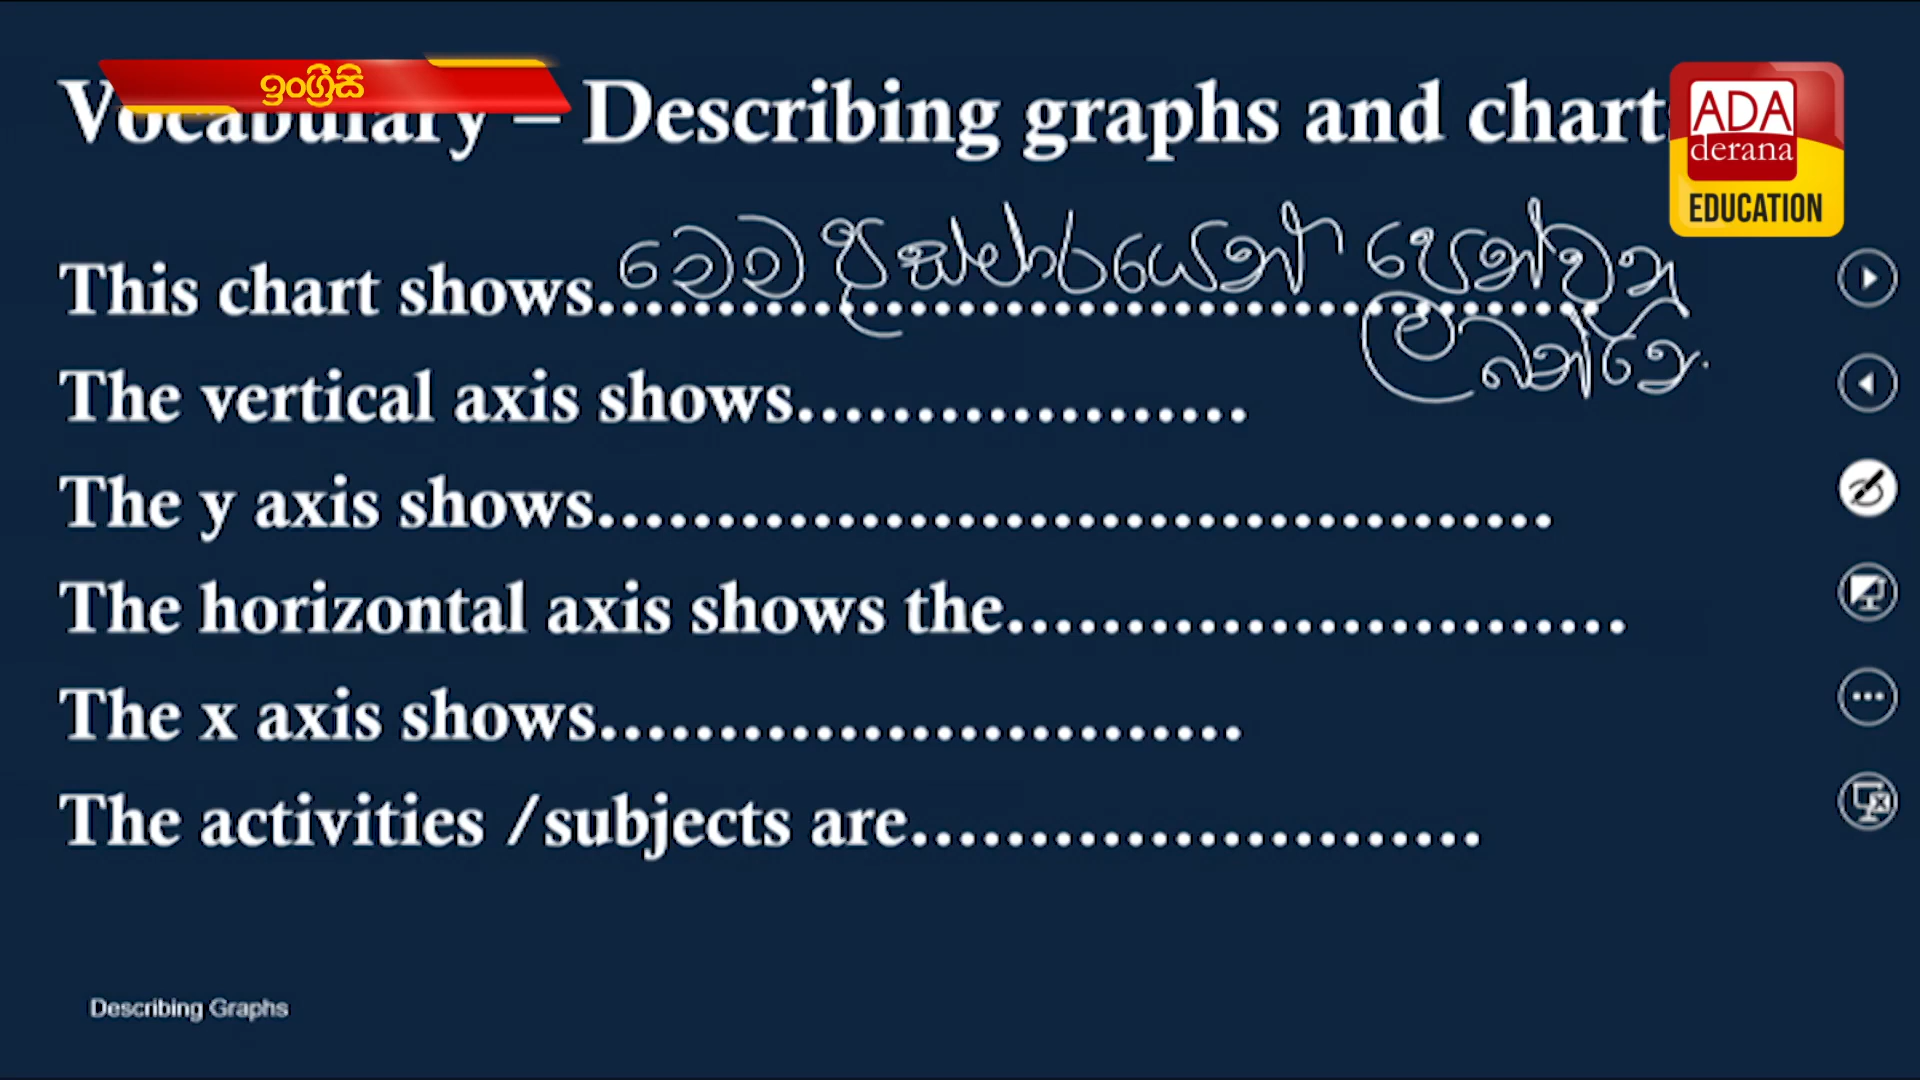 ඉංග්‍රීසි
Vocabulary – Describing graphs and charts
ADA
derana
EDUCATION
මෙම ප්‍රස්ථාරයෙන් පෙන්වනු
This chart shows.........................................
ලබන්නේ.
The vertical axis shows...................
The y axis shows........................................
The horizontal axis shows the..........................
The x axis shows...........................
The activities /subjects are........................
Describing Graphs